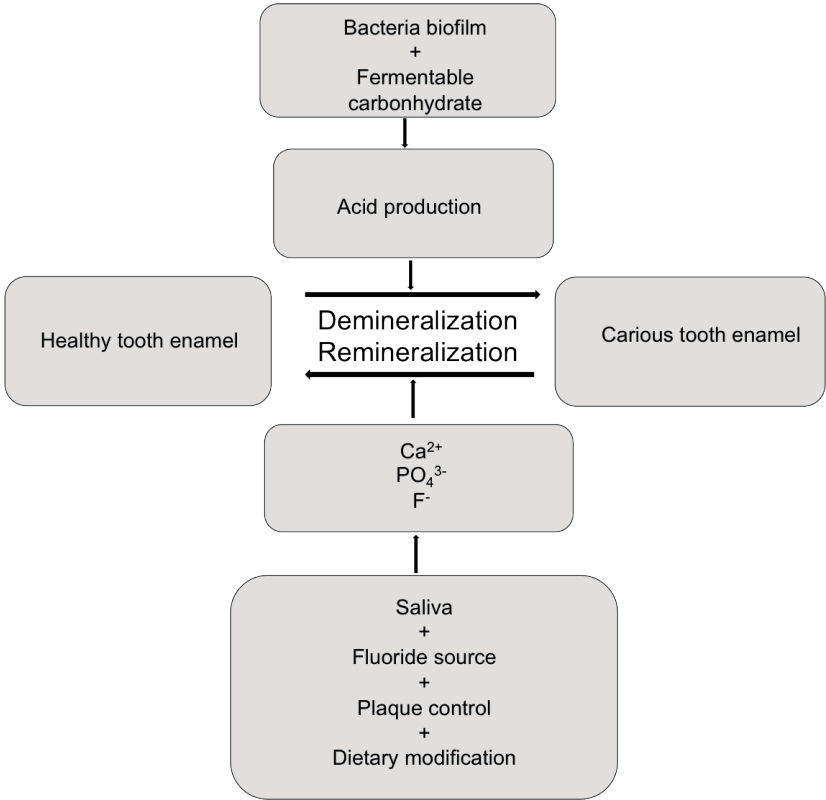 Bacteria biofilm
+
Fermentable
carbonhydrate
Acid production
Healthy tooth enamel
Demineralization
Remineralization
Carious tooth enamel
Ca²⁺
PO₄³⁻
F⁻
Saliva
+
Fluoride source
+
Plaque control
+
Dietary modification